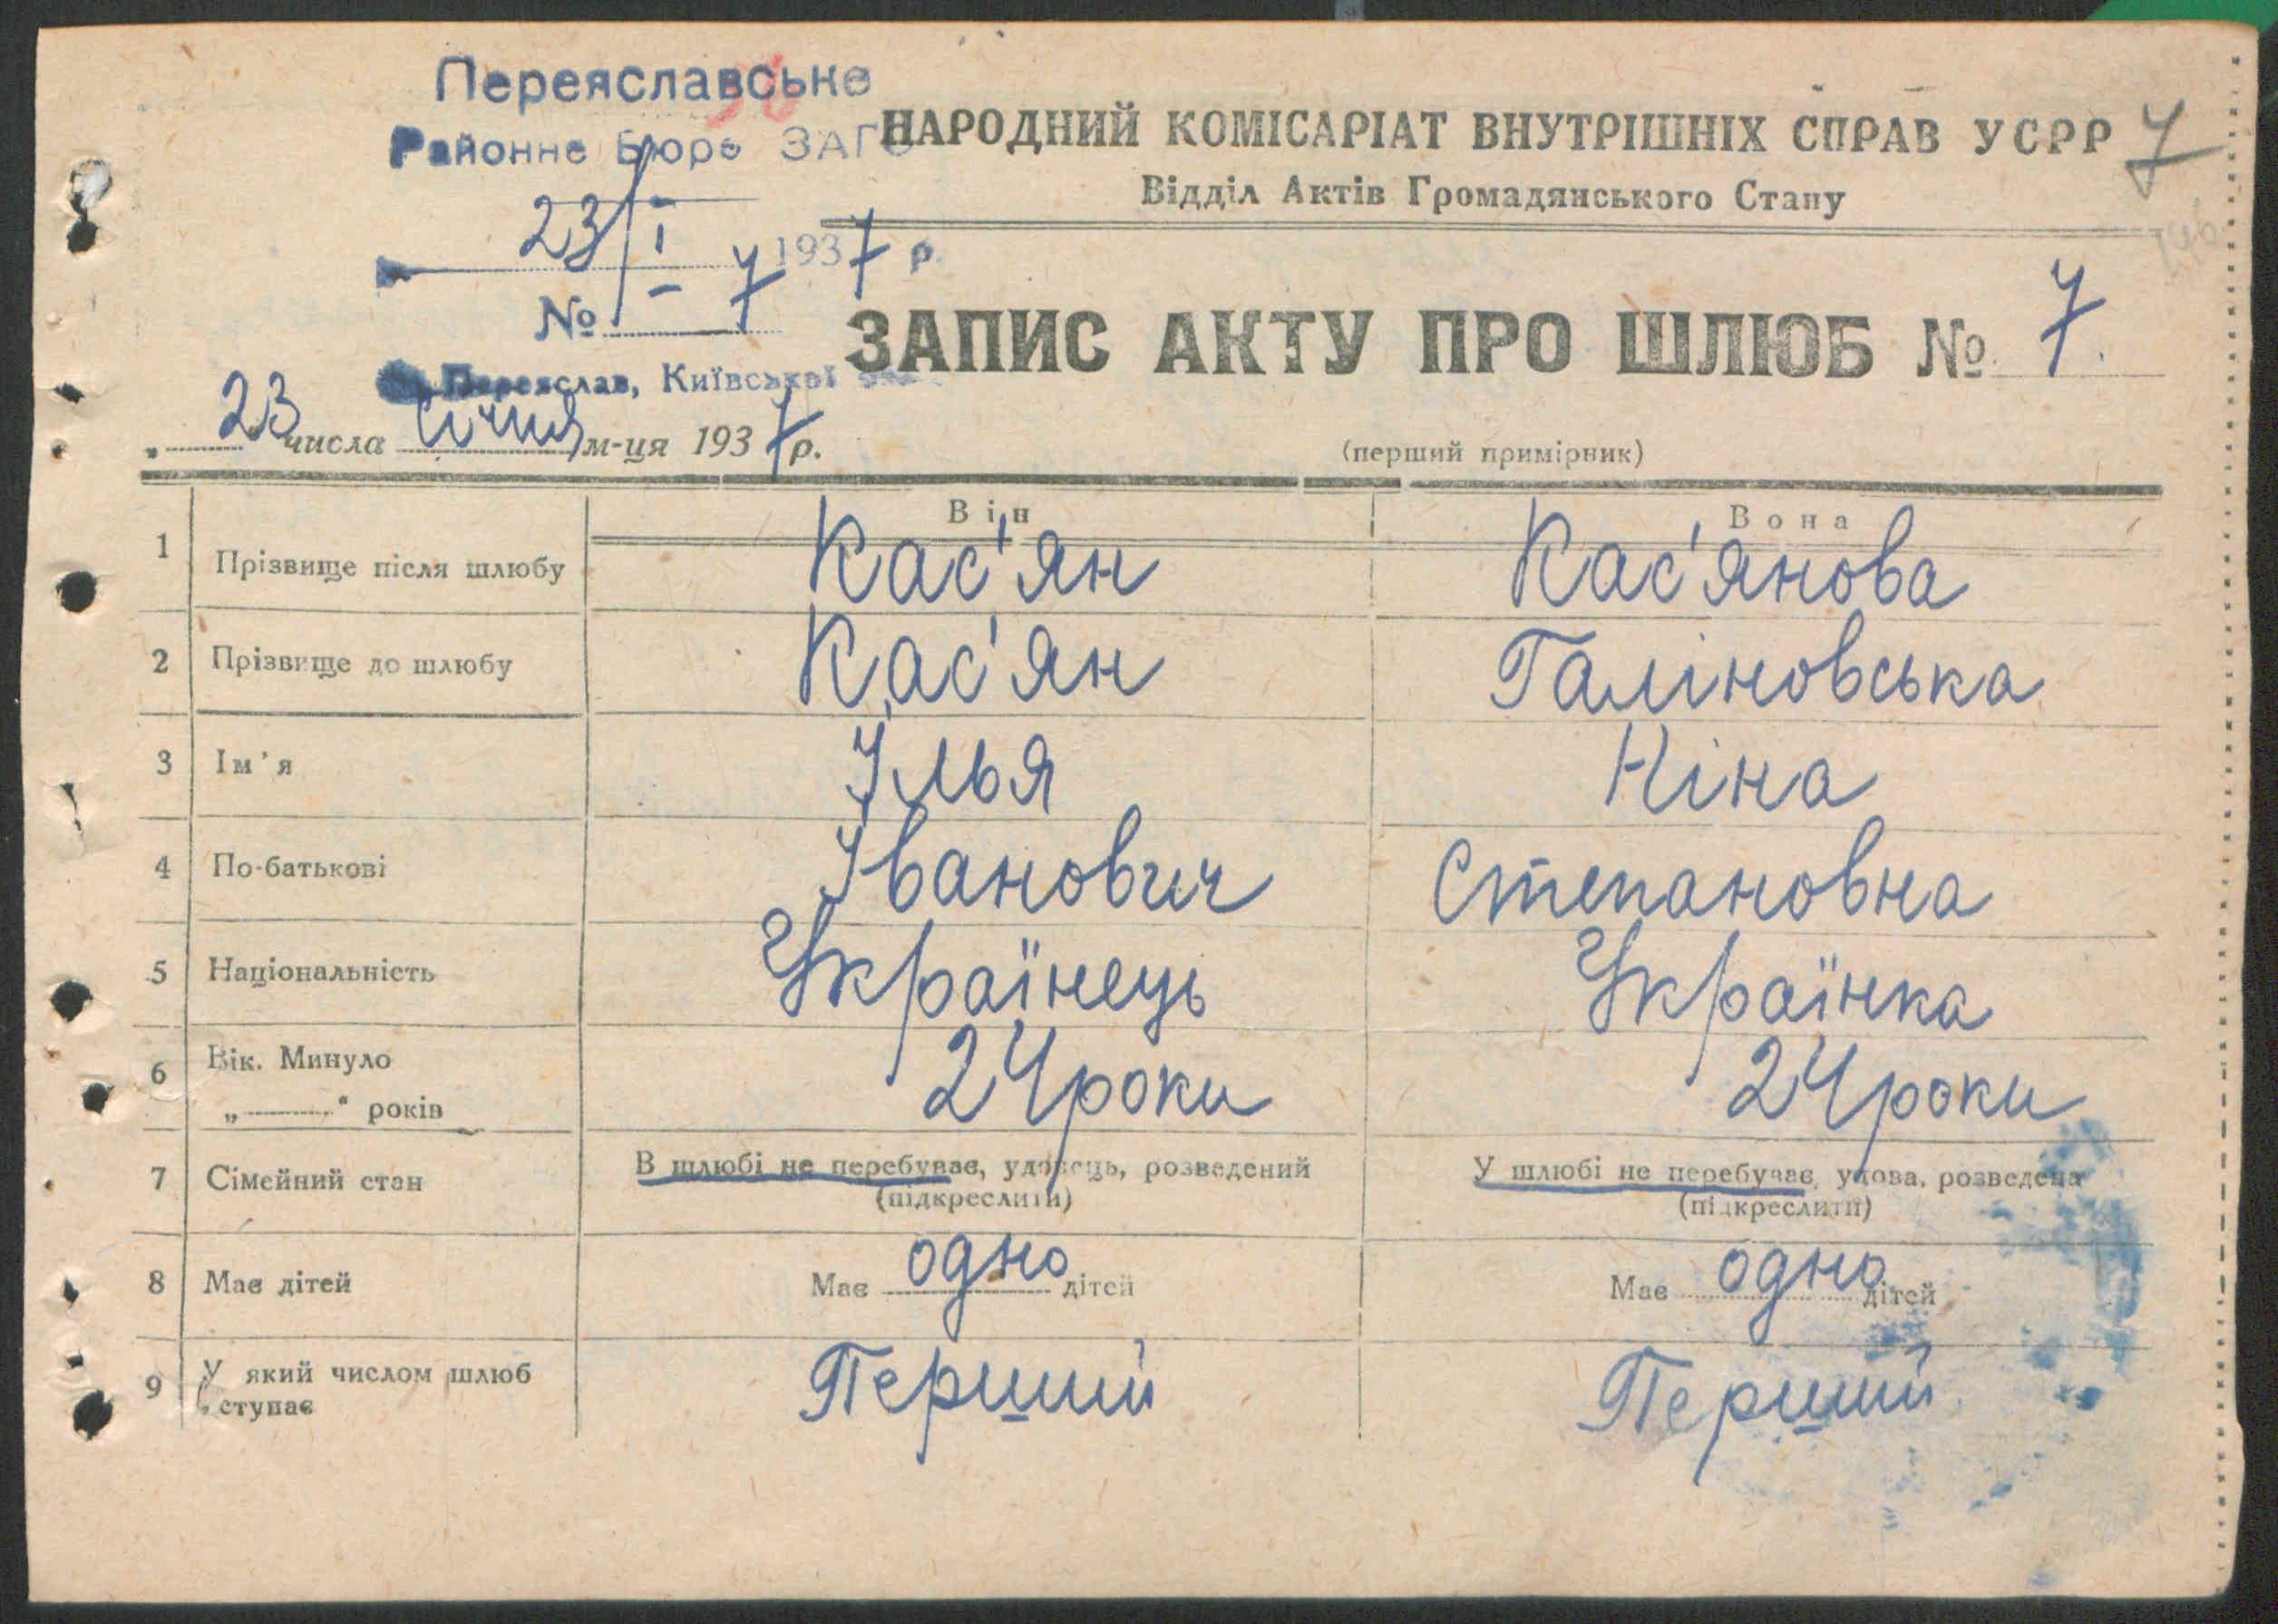 Переяславське
Районне Бюро ЗАГС
НАРОДНИЙ КОМІСАРІАТ ВНУТРІШНІХ СПРАВ УСРР 7
Відділ Актів Громадянського Стану
23/I 1937 р.
№ 7
ЗАПИС АКТУ ПРО ШЛЮБ № 7.
Переяслав, Київської
23 числа січня м-ця 1937 р.
(перший примірник)
Він Вона
1 Прізвище після шлюбу Кас'ян Кас'янова
2 Прізвище до шлюбу Кас'ян Галіновська
3 Ім'я Ілья Ніна
4 По-батькові Іванович Степановна
5 Національність Українець Українка
6 Вік. Минуло
„ “ років 24 роки 24 роки
7 Сімейний стан В шлюбі не перебуває, удовець, розведений У шлюбі не перебуває, удова, розведена
(підкреслити) (підкреслити)
8 Має дітей Має одно дітей Має одно дітей
9 У який числом шлюб Перший Перший
ступає